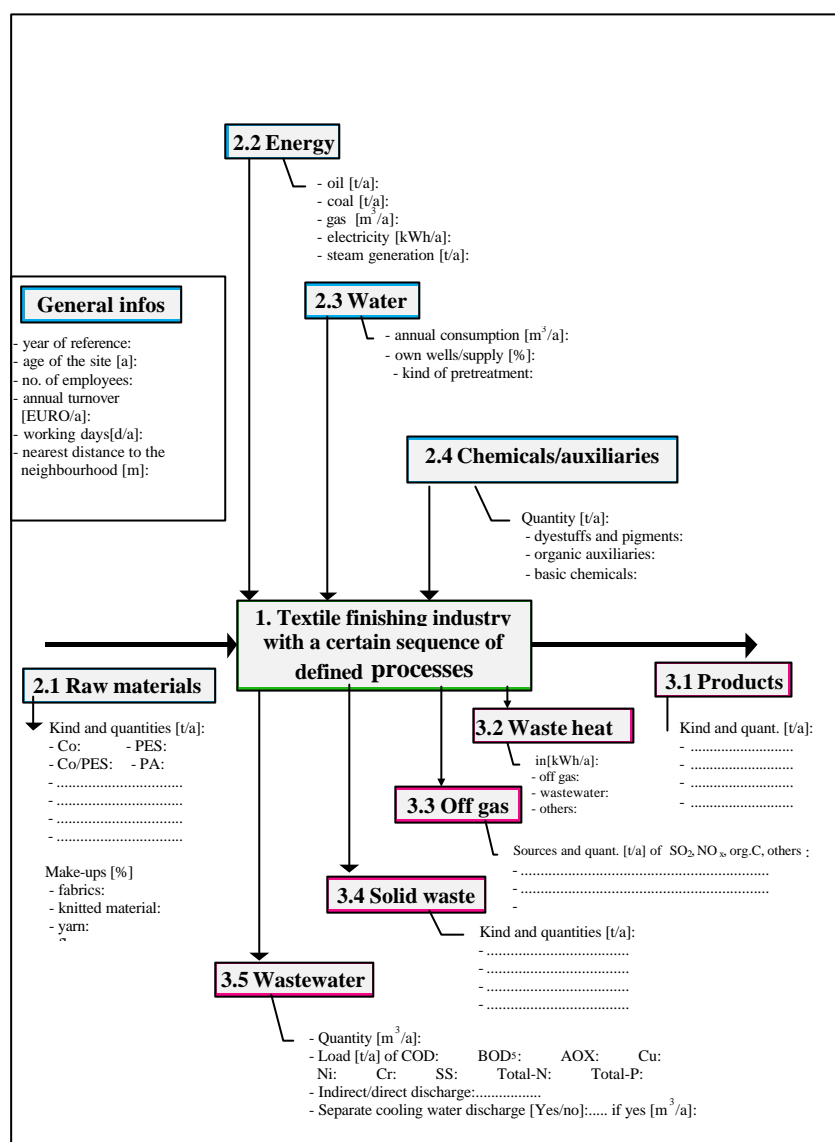 2.2 Energy
- oil [t/a]:
- coal [t/a]:
- gas [m³/a]:
- electricity [kWh/a]:
- steam generation [t/a]:
General infos
- year of reference:
- age of the site [a]:
- no. of employees:
- annual turnover
[EURO/a]:
- working days[d/a]:
- nearest distance to the
neighbourhood [m]:
2.3 Water
- annual consumption [m³/a]:
- own wells/supply [%]:
- kind of pretreatment:
2.4 Chemicals/auxiliaries
Quantity [t/a]:
- dyestuffs and pigments:
- organic auxiliaries:
- basic chemicals:
1. Textile finishing industry
with a certain sequence of
defined processes
2.1 Raw materials
Kind and quantities [t/a]:
- Co: - PES:
- Co/PES: - PA:
- ................................
- ................................
- ................................
- ................................
Make-ups [%]
- fabrics:
- knitted material:
- yarn:
3.1 Products
Kind and quant. [t/a]:
- ..........................
- ..........................
- ..........................
- ..........................
3.2 Waste heat
in[kWh/a]:
- off gas:
- wastewater:
- others:
3.3 Off gas
Sources and quant. [t/a] of SO₂, NOₓ, org.C, others :
- ...............................................................
- ...............................................................
-
3.4 Solid waste
Kind and quantities [t/a]:
- ....................................
- ....................................
- ....................................
- ....................................
3.5 Wastewater
- Quantity [m³/a]:
- Load [t/a] of COD: BOD⁵: AOX: Cu:
Ni: Cr: SS: Total-N: Total-P:
- Indirect/direct discharge:.................
- Separate cooling water discharge [Yes/no]:..... if yes [m³/a]: